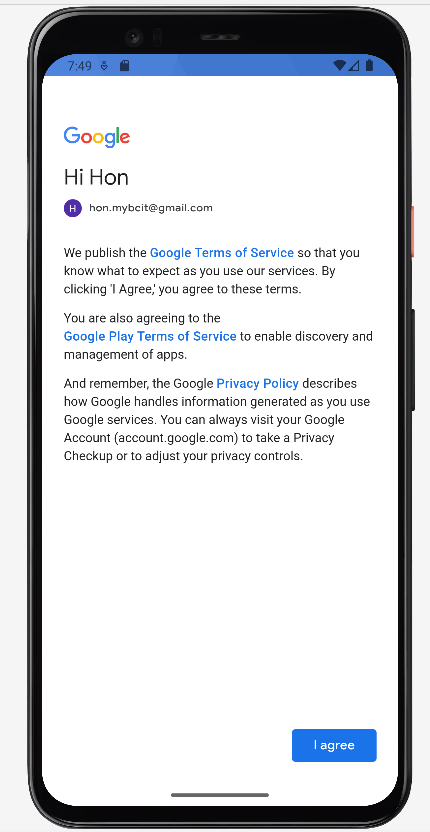 7:49
Google
Hi Hon
H hon.mybcit@gmail.com
We publish the Google Terms of Service so that you
know what to expect as you use our services. By
clicking 'I Agree,' you agree to these terms.
You are also agreeing to the
Google Play Terms of Service to enable discovery and
management of apps.
And remember, the Google Privacy Policy describes
how Google handles information generated as you use
Google services. You can always visit your Google
Account (account.google.com) to take a Privacy
Checkup or to adjust your privacy controls.
I agree